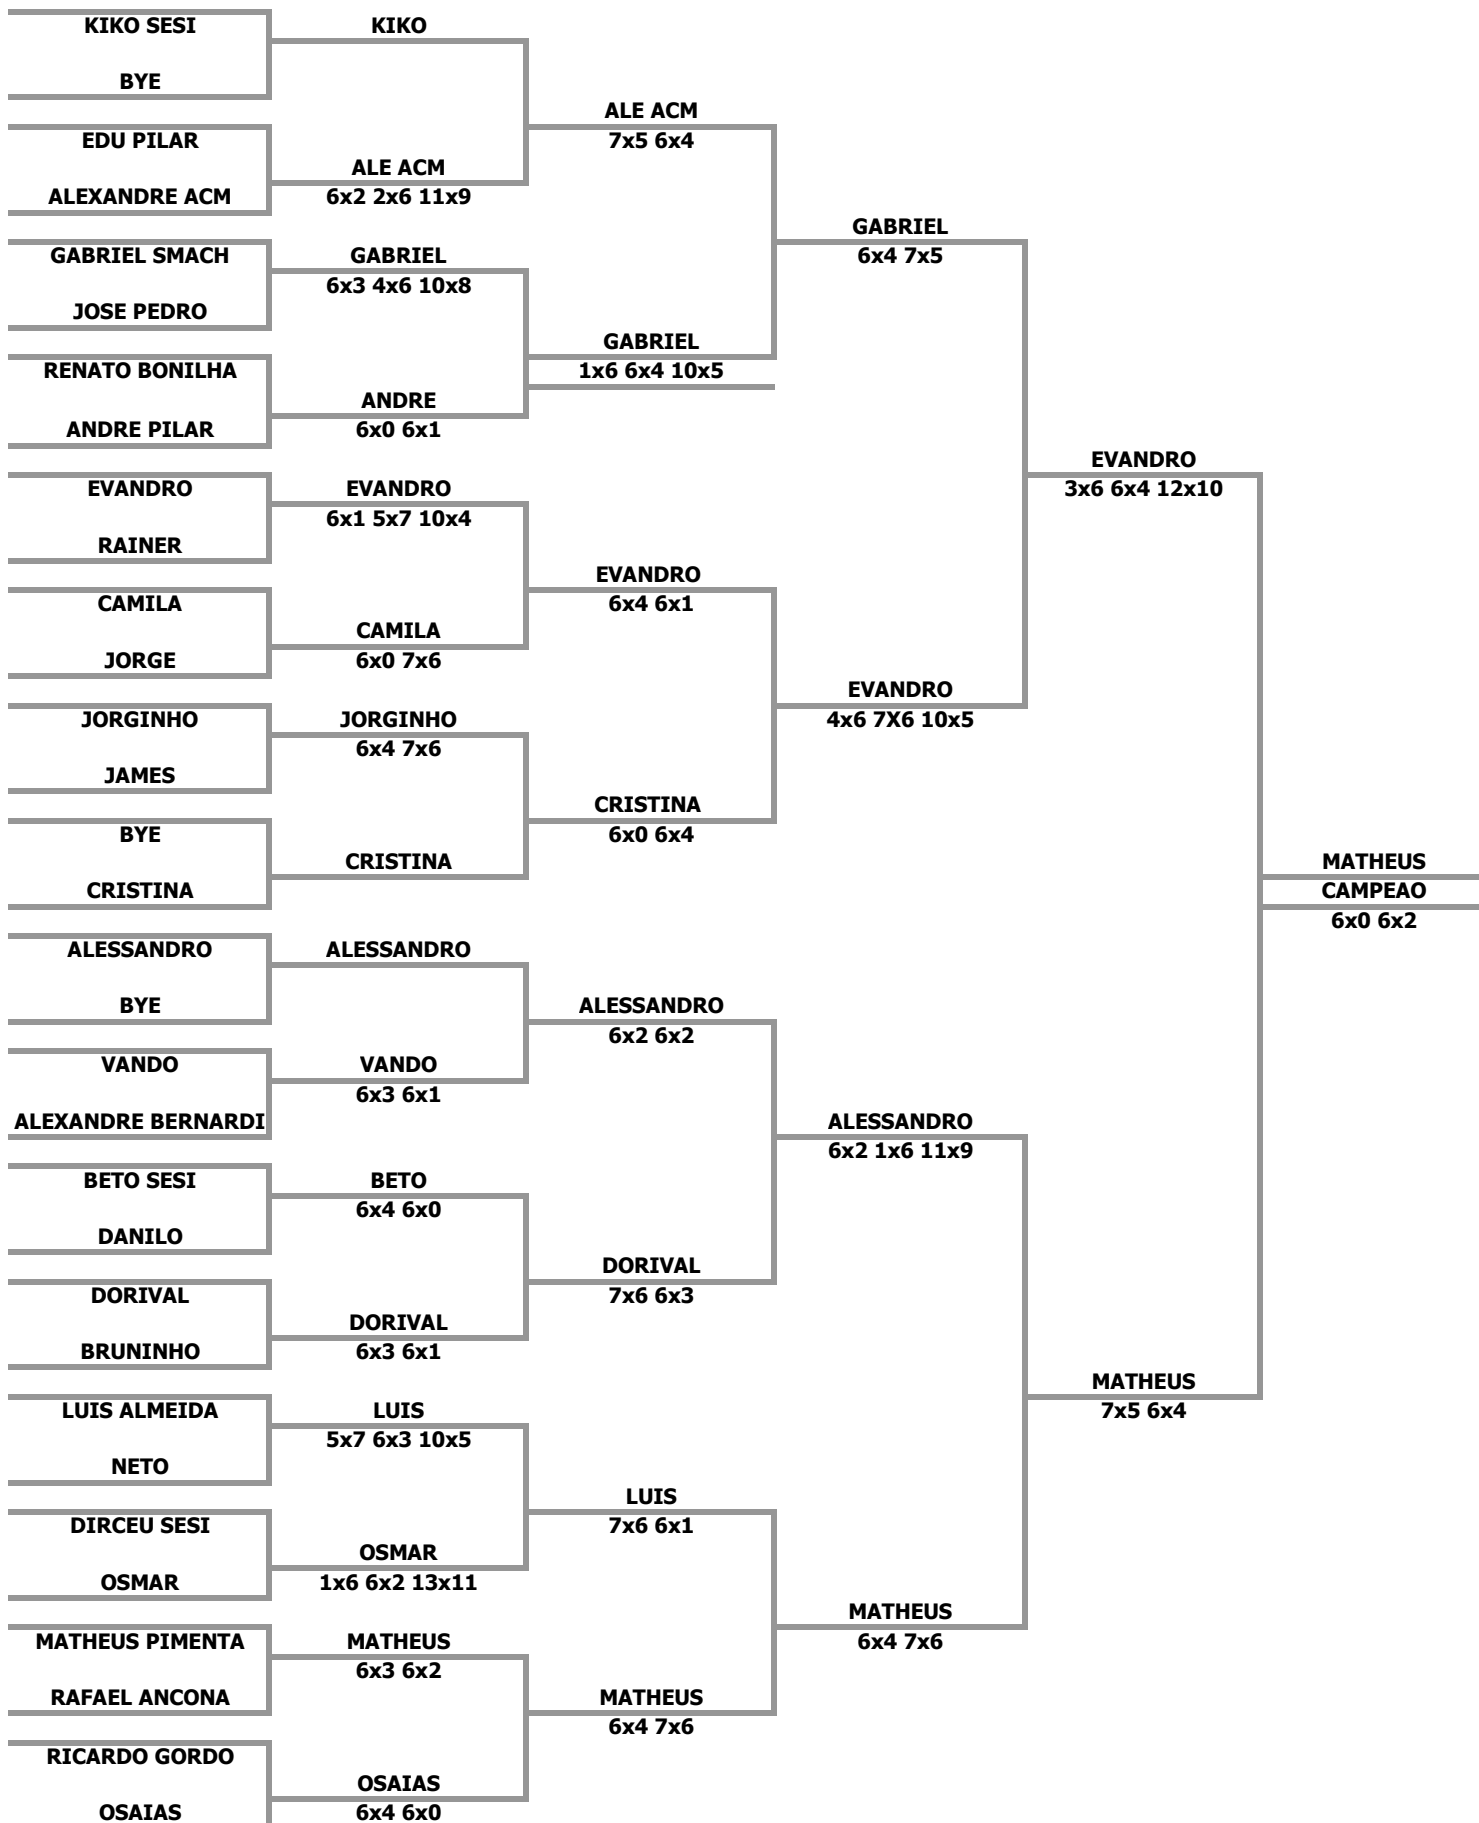 KIKO SESI
BYE
EDU PILAR
ALEXANDRE ACM
GABRIEL SMACH
JOSE PEDRO
RENATO BONILHA
ANDRE PILAR
EVANDRO
RAINER
CAMILA
JORGE
JORGINHO
JAMES
BYE
CRISTINA
ALESSANDRO
BYE
VANDO
ALEXANDRE BERNARDI
BETO SESI
DANILO
DORIVAL
BRUNINHO
LUIS ALMEIDA
NETO
DIRCEU SESI
OSMAR
MATHEUS PIMENTA
RAFAEL ANCONA
RICARDO GORDO
OSAIAS
KIKO
ALE ACM
6x2 2x6 11x9
GABRIEL
6x3 4x6 10x8
ANDRE
6x0 6x1
EVANDRO
6x1 5x7 10x4
CAMILA
6x0 7x6
JORGINHO
6x4 7x6
CRISTINA
ALESSANDRO
VANDO
6x3 6x1
BETO
6x4 6x0
DORIVAL
6x3 6x1
LUIS
5x7 6x3 10x5
OSMAR
1x6 6x2 13x11
MATHEUS
6x3 6x2
OSAIAS
6x4 6x0
ALE ACM
7x5 6x4
GABRIEL
1x6 6x4 10x5
EVANDRO
6x4 6x1
CRISTINA
6x0 6x4
ALESSANDRO
6x2 6x2
DORIVAL
7x6 6x3
LUIS
7x6 6x1
MATHEUS
6x4 7x6
GABRIEL
6x4 7x5
EVANDRO
4x6 7X6 10x5
ALESSANDRO
6x2 1x6 11x9
MATHEUS
6x4 7x6
EVANDRO
3x6 6x4 12x10
MATHEUS
7x5 6x4
MATHEUS
CAMPEAO
6x0 6x2